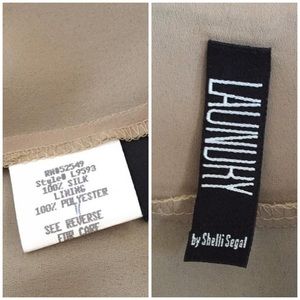 RN#52549
Style# L9593
100% SILK
LINING
100% POLYESTER
SEE REVERSE
FOR CARE
LAUNDRY
by Shelli Segal